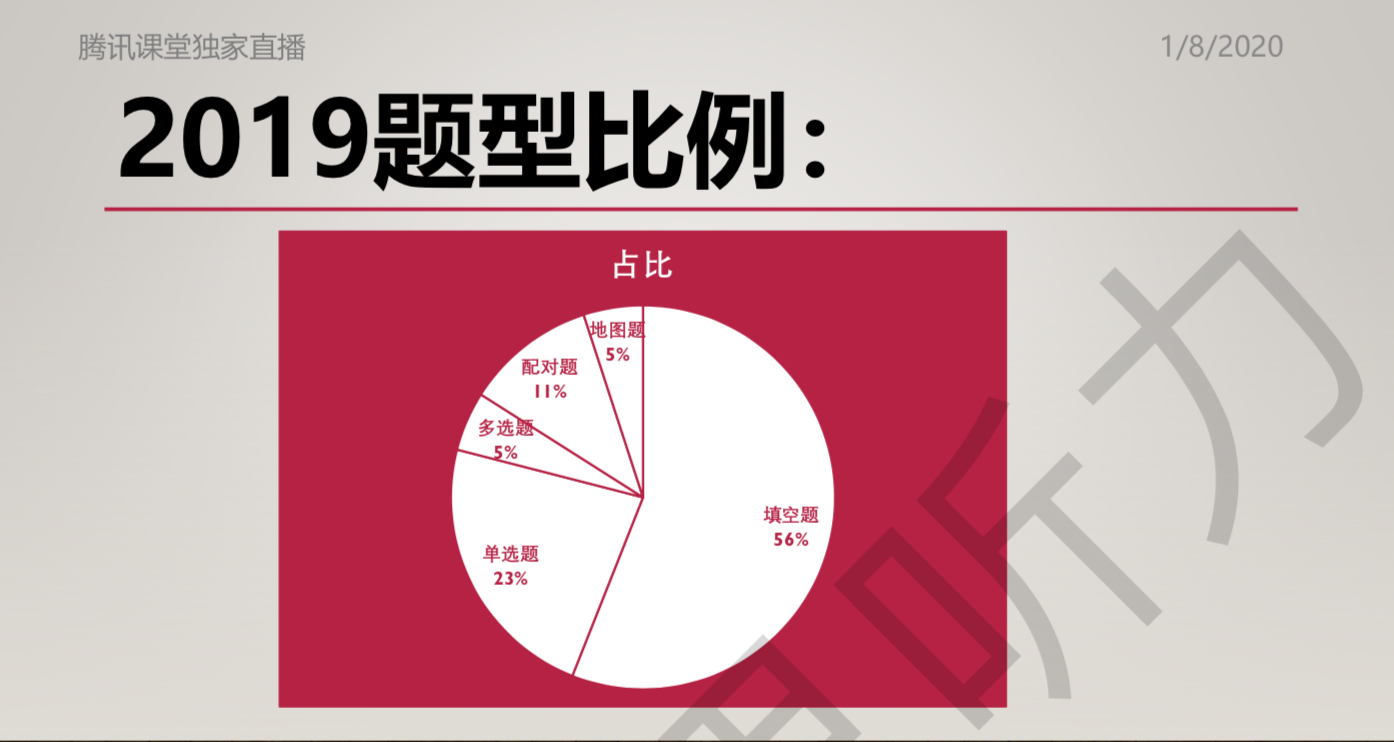 腾讯课堂独家直播
1/8/2020
2019题型比例：
占比
地图题
5%
配对题
11%
多选题
5%
填空题
56%
单选题
23%
听力